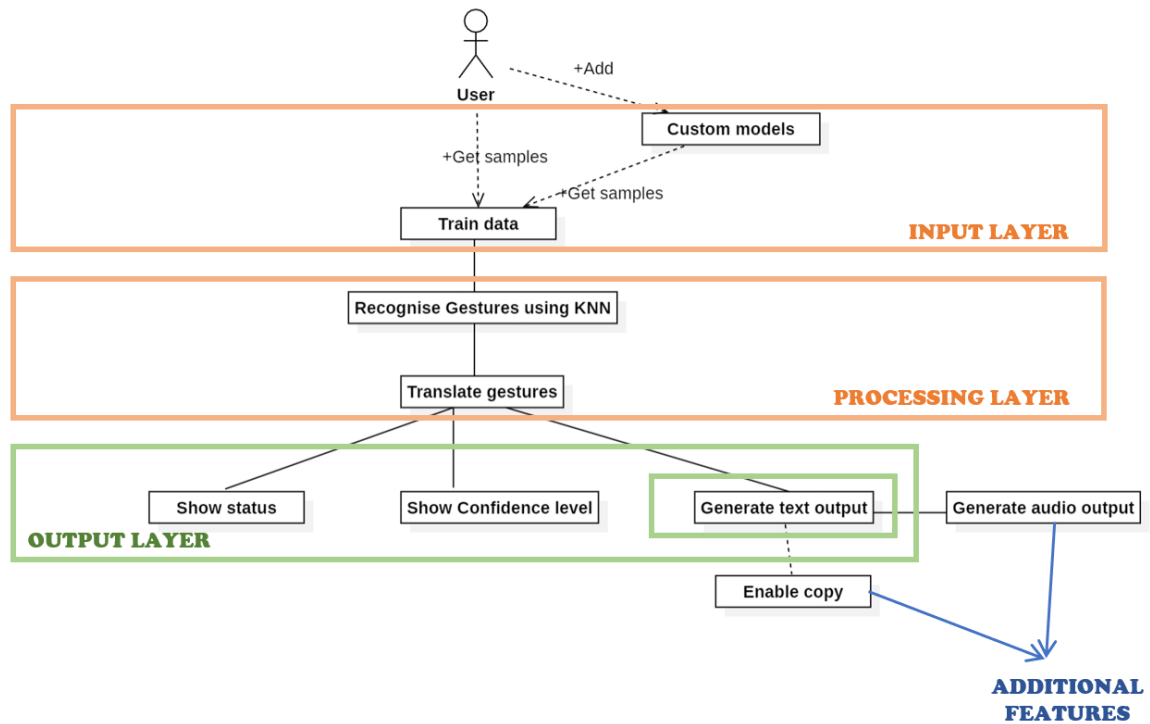 +Add
User
Custom models
+Get samples
+Get samples
Train data
INPUT LAYER
Recognise Gestures using KNN
Translate gestures
PROCESSING LAYER
Show status
Show Confidence level
Generate text output
Generate audio output
OUTPUT LAYER
Enable copy
ADDITIONAL
FEATURES